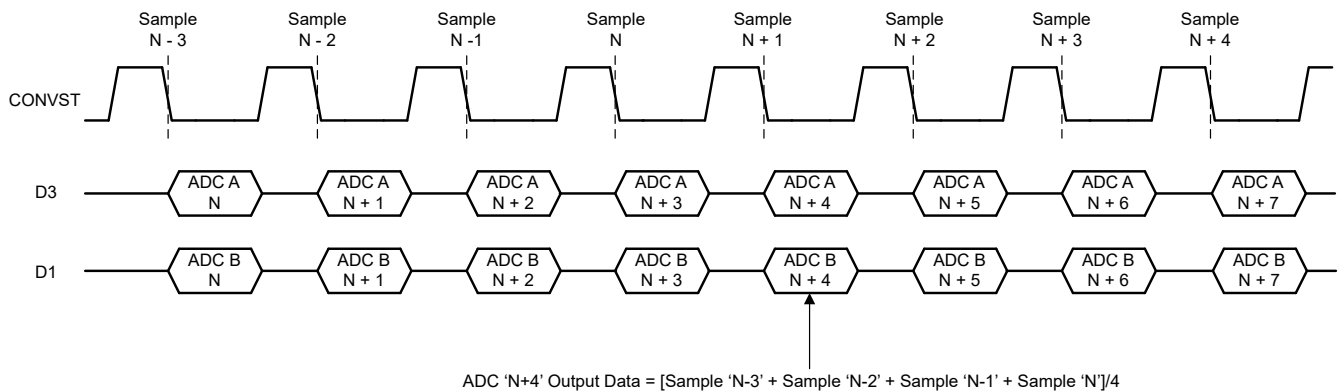 Sample Sample Sample Sample Sample Sample Sample Sample
N - 3 N - 2 N -1 N N + 1 N + 2 N + 3 N + 4
CONVST
D3 ADC A ADC A ADC A ADC A ADC A ADC A ADC A ADC A
N N + 1 N + 2 N + 3 N + 4 N + 5 N + 6 N + 7
D1 ADC B ADC B ADC B ADC B ADC B ADC B ADC B ADC B
N N + 1 N + 2 N + 3 N + 4 N + 5 N + 6 N + 7
ADC ‘N+4’ Output Data = [Sample ‘N-3’ + Sample ‘N-2’ + Sample ‘N-1’ + Sample ‘N’]/4